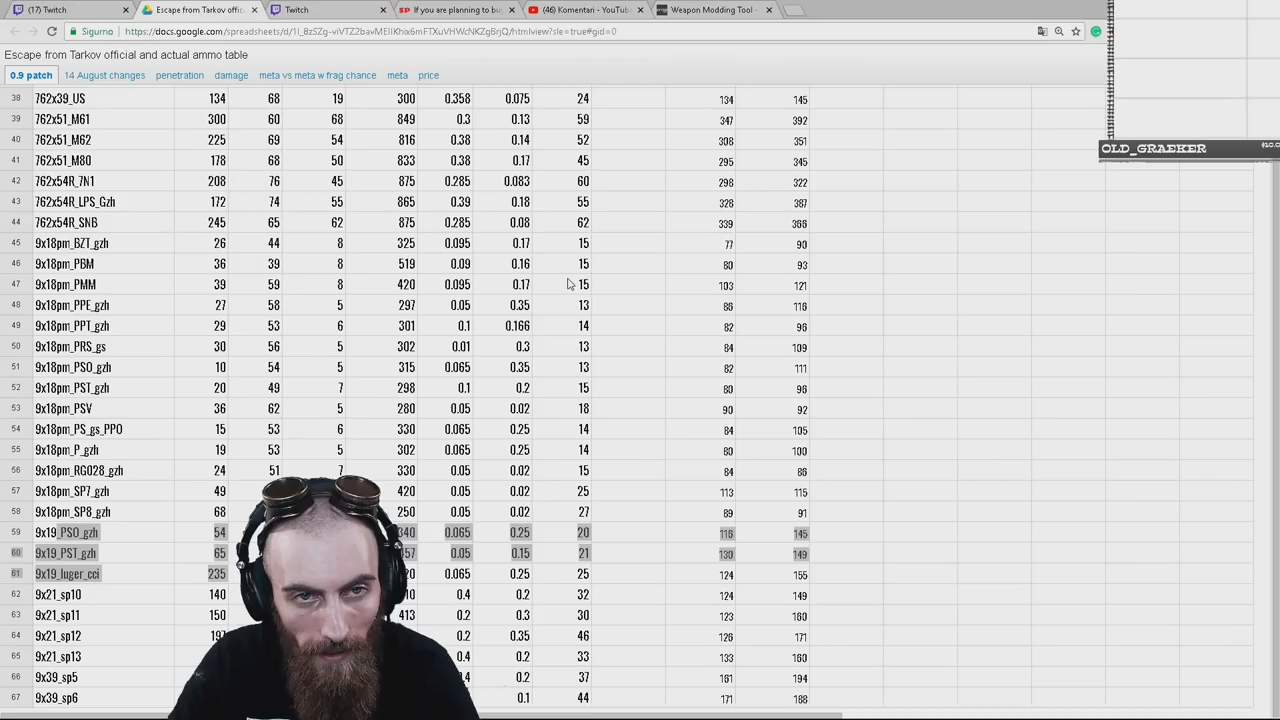 (17) Twitch
Escape from Tarkov offici
Twitch
If you are planning to bu
(46) Komentari - YouTub
Weapon Modding Tool -
Sigurno
Escape from Tarkov official and actual ammo table
0.9 patch 14 August changes penetration damage meta vs meta w frag chance meta price
OLD_GRAEKER
38 762x39_US 134 68 19 300 0.358 0.075 24 134 145
39 762x51_M61 300 60 68 849 0.3 0.13 59 347 392
40 762x51_M62 225 69 54 816 0.38 0.14 52 308 351
41 762x51_M80 178 68 50 833 0.38 0.17 45 295 345
42 762x54R_7N1 208 76 45 875 0.285 0.083 60 298 322
43 762x54R_LPS_Gzh 172 74 55 865 0.39 0.18 55 328 387
44 762x54R_SNB 245 65 62 875 0.285 0.08 62 339 366
45 9x18pm_BZT_gzh 26 44 8 325 0.095 0.17 15 77 90
46 9x18pm_PBM 36 39 8 519 0.09 0.16 15 80 93
47 9x18pm_PMM 39 59 8 420 0.095 0.17 15 103 121
48 9x18pm_PPE_gzh 27 58 5 297 0.05 0.35 13 86 116
49 9x18pm_PPT_gzh 29 53 6 301 0.1 0.166 14 82 96
50 9x18pm_PRS_gs 30 56 5 302 0.01 0.3 13 84 109
51 9x18pm_PSO_gzh 10 54 5 315 0.065 0.35 13 82 111
52 9x18pm_PST_gzh 20 49 7 298 0.1 0.2 15 80 96
53 9x18pm_PSV 36 62 5 280 0.05 0.02 18 90 92
54 9x18pm_PS_gs_PPO 15 53 6 330 0.065 0.25 14 84 105
55 9x18pm_P_gzh 19 53 5 302 0.065 0.25 14 80 100
56 9x18pm_RG028_gzh 24 51 7 330 0.05 0.02 15 84 86
57 9x18pm_SP7_gzh 49 420 0.05 0.02 25 113 115
58 9x18pm_SP8_gzh 68 250 0.05 0.02 27 89 91
59 9x19_PSO_gzh 54 340 0.065 0.25 20 116 145
60 9x19_PST_gzh 65 0.05 0.15 21 130 149
61 9x19_luger_cci 235 0.065 0.25 25 124 155
62 9x21_sp10 140 0.4 0.2 32 124 149
63 9x21_sp11 150 413 0.2 0.3 30 123 160
64 9x21_sp12 0.2 0.35 46 126 171
65 9x21_sp13 0.4 0.2 33 133 160
66 9x39_sp5 0.2 37 161 194
67 9x39_sp6 0.1 44 171 188